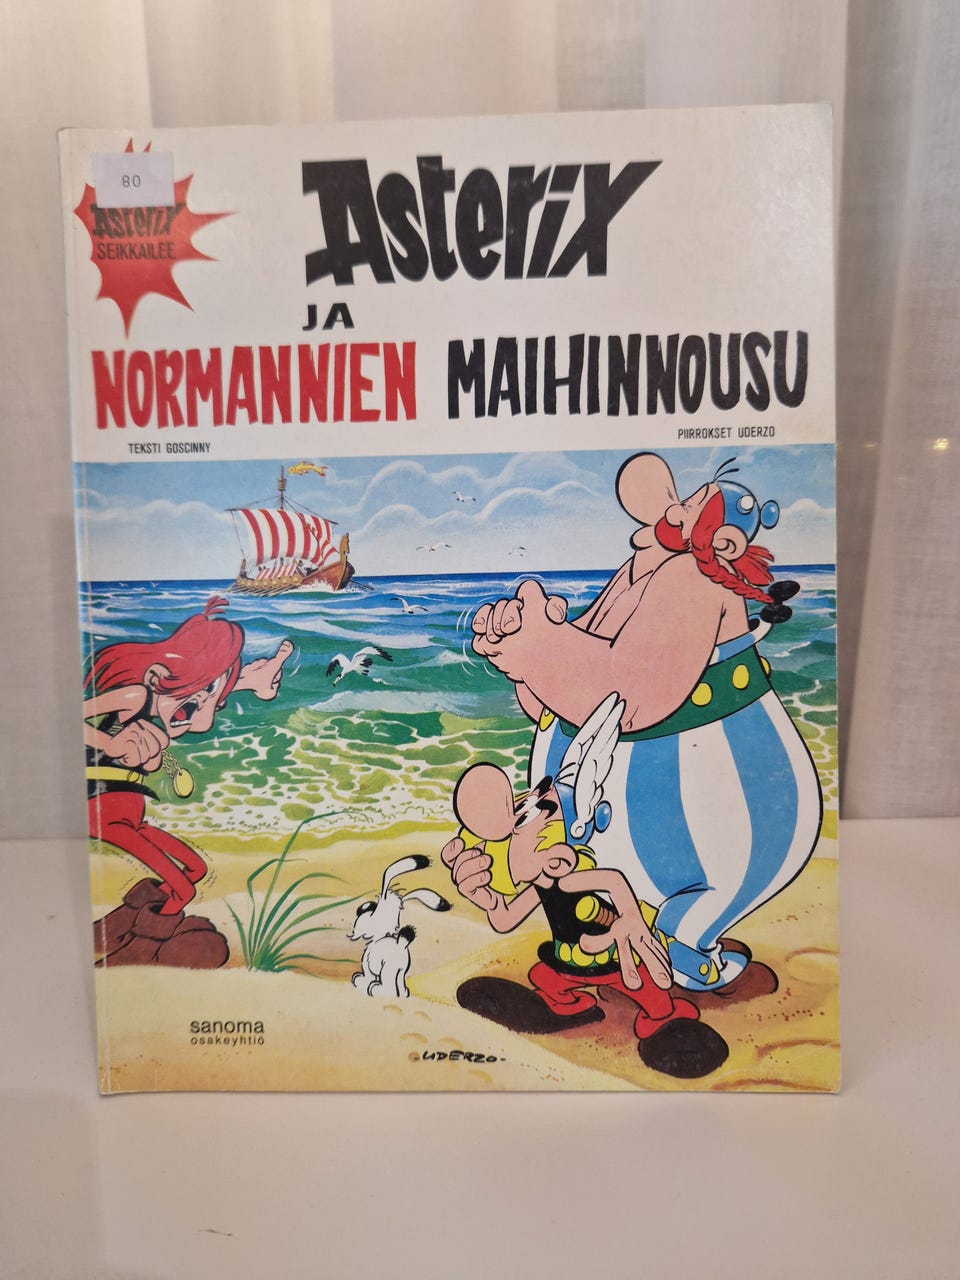 80
Asterix
SEIKKAILEE
Asterix
JA
NORMANNIEN MAIHINNOUSU
TEKSTI GOSCINNY
PIIRROKSET UDERZO
sanoma
osakeyhtiö
UDERZO